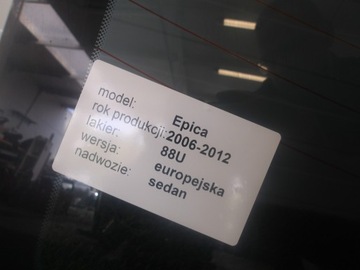 model: Epica
rok produkcji:2006-2012
lakier: 88U
wersja: europejska
nadwozie: sedan